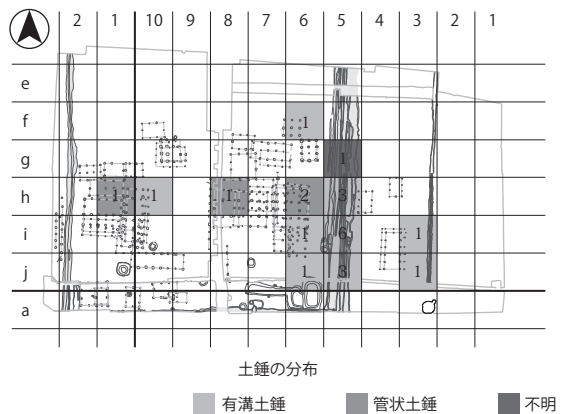 2 1 10 9 8 7 6 5 4 3 2 1
e
f 1
g 1
h 1 1 1 2 3
i 1 6 1
j 1 3 1
a
土錘の分布
有溝土錘 管状土錘 不明